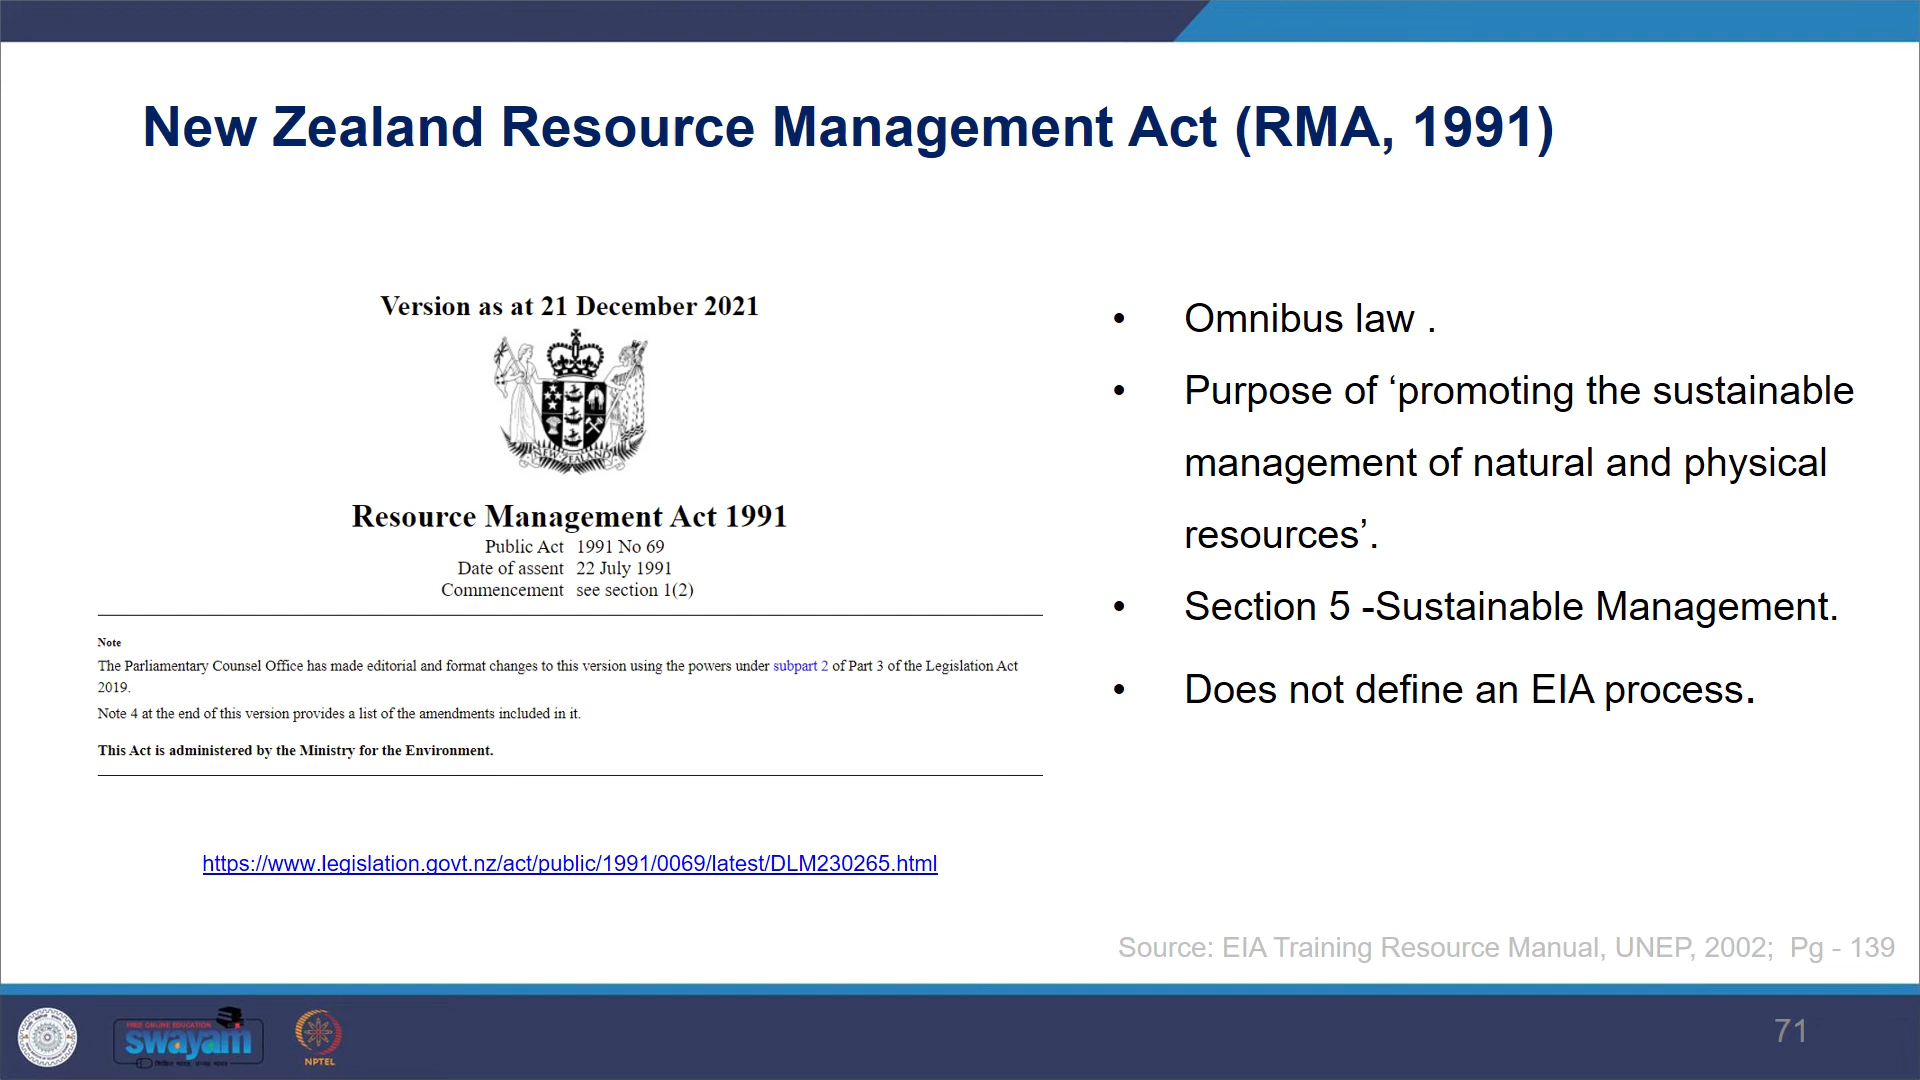 New Zealand Resource Management Act (RMA, 1991)
Version as at 21 December 2021
NEW ZEALAND
Resource Management Act 1991
Public Act 1991 No 69
Date of assent 22 July 1991
Commencement see section 1(2)
Note
The Parliamentary Counsel Office has made editorial and format changes to this version using the powers under subpart 2 of Part 3 of the Legislation Act
2019.
Note 4 at the end of this version provides a list of the amendments included in it.
This Act is administered by the Ministry for the Environment.
https://www.legislation.govt.nz/act/public/1991/0069/latest/DLM230265.html
• Omnibus law .
• Purpose of ‘promoting the sustainable
management of natural and physical
resources’.
• Section 5 -Sustainable Management.
• Does not define an EIA process.
Source: EIA Training Resource Manual, UNEP, 2002; Pg - 139
FREE ONLINE EDUCATION
swayam
NPTEL
71